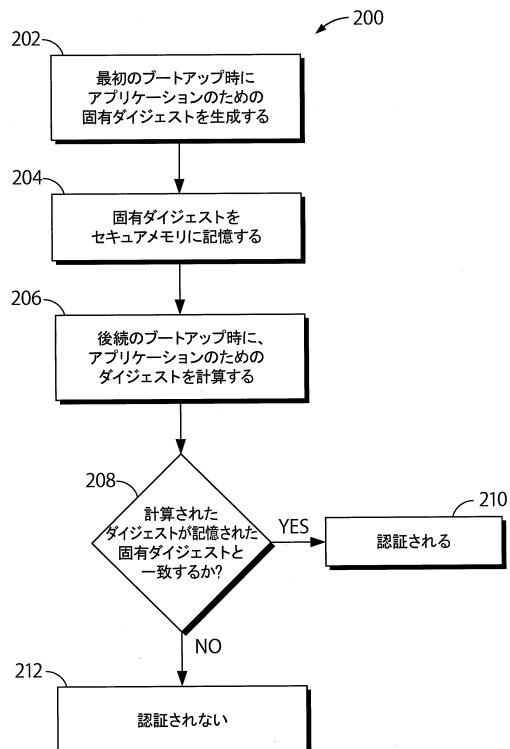 200
202
最初のブートアップ時に
アプリケーションのための
固有ダイジェストを生成する
204
固有ダイジェストを
セキュアメモリに記憶する
206
後続のブートアップ時に、
アプリケーションのための
ダイジェストを計算する
208
計算された
ダイジェストが記憶された
固有ダイジェストと
一致するか?
YES
210
認証される
NO
212
認証されない